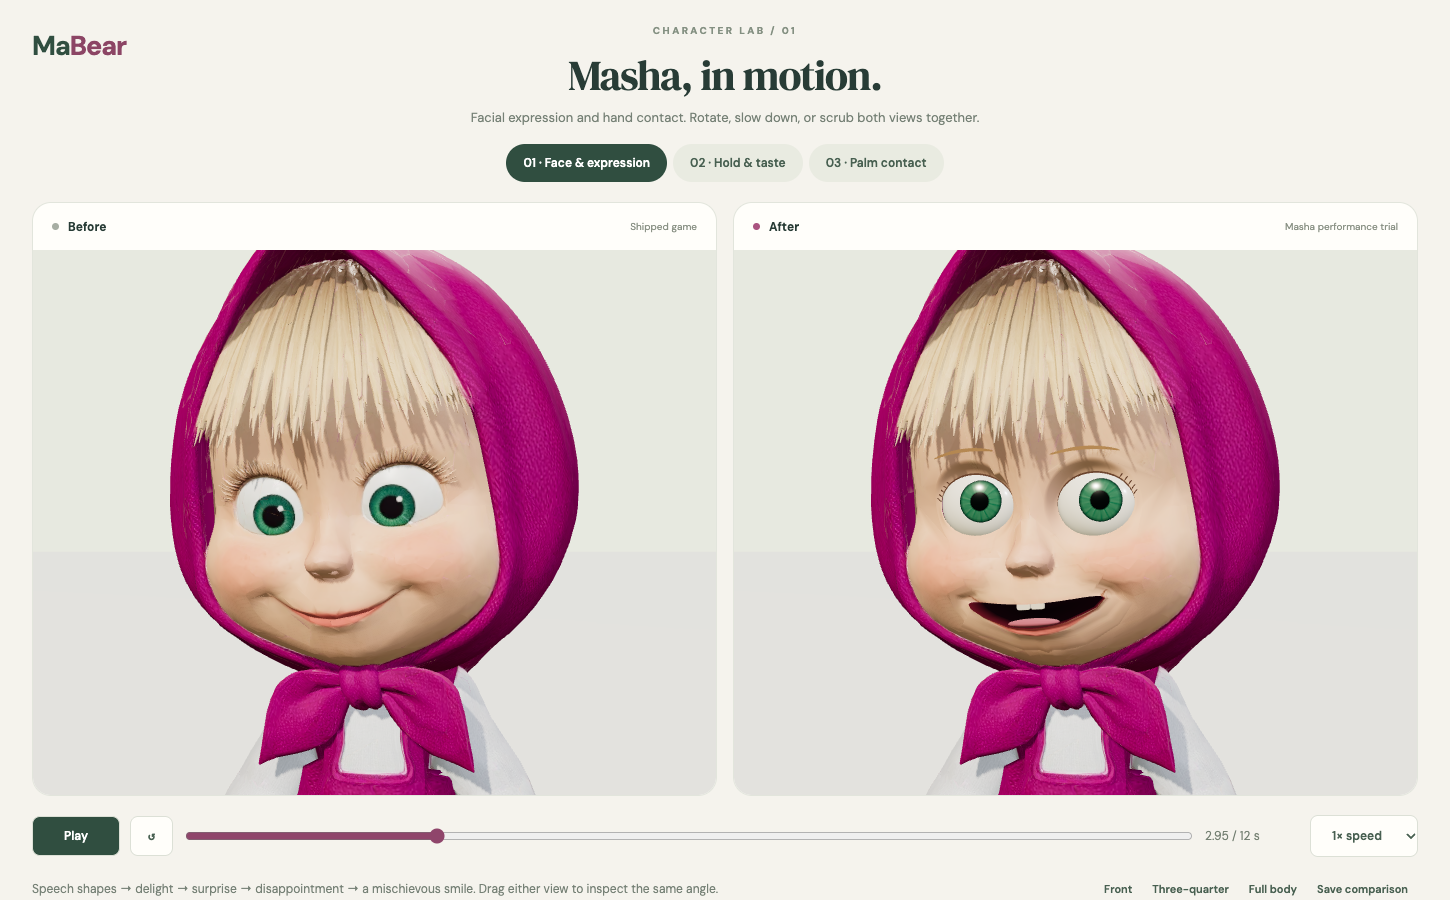 MaBear
CHARACTER LAB / 01
Masha, in motion.
Facial expression and hand contact. Rotate, slow down, or scrub both views together.
01 · Face & expression
02 · Hold & taste
03 · Palm contact
Before
Shipped game
After
Masha performance trial
Play
↺
2.95 / 12 s
1× speed
Speech shapes → delight → surprise → disappointment → a mischievous smile. Drag either view to inspect the same angle.
Front
Three-quarter
Full body
Save comparison